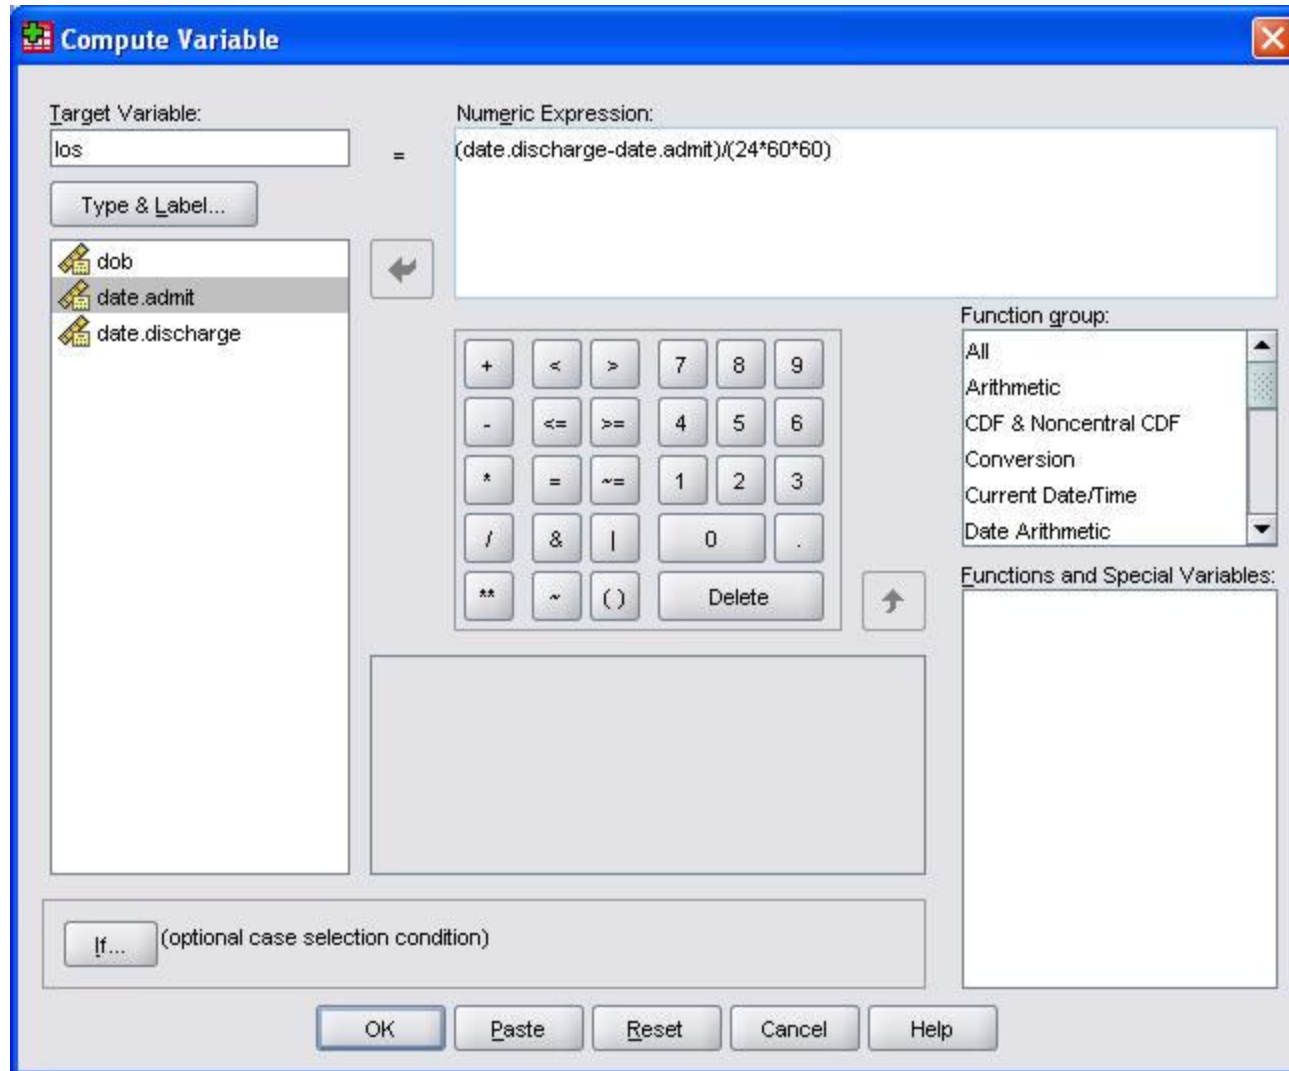 Compute Variable
Target Variable:
los
=
Numeric Expression:
(date.discharge-date.admit)/(24*60*60)
Type & Label...
dob
date.admit
date.discharge
+ < > 7 8 9
- <= >= 4 5 6
* = ~= 1 2 3
/ & | 0 .
** ~ ( ) Delete
Function group:
All
Arithmetic
CDF & Noncentral CDF
Conversion
Current Date/Time
Date Arithmetic
Functions and Special Variables:
If... (optional case selection condition)
OK Paste Reset Cancel Help